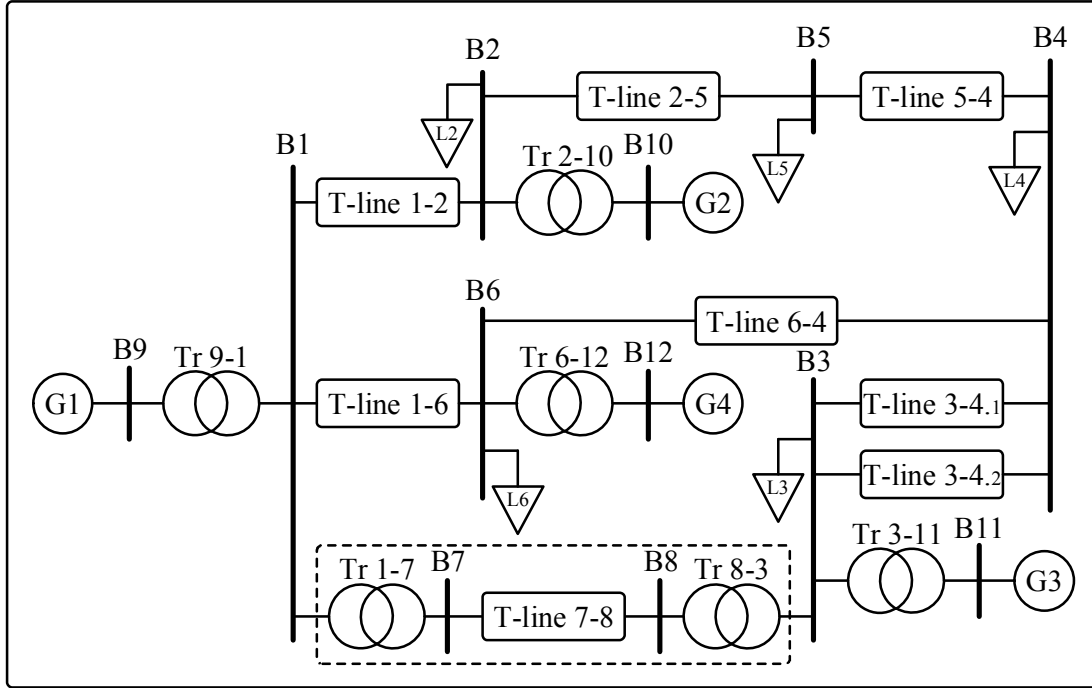 B2
B5
B4
T-line 2-5
T-line 5-4
L2
B1
Tr 2-10
B10
L5
L4
T-line 1-2
G2
B6
T-line 6-4
B9
Tr 9-1
Tr 6-12
B12
B3
G1
T-line 1-6
G4
T-line 3-4.1
L6
L3
T-line 3-4.2
Tr 1-7
B7
B8
Tr 8-3
Tr 3-11
B11
G3
T-line 7-8